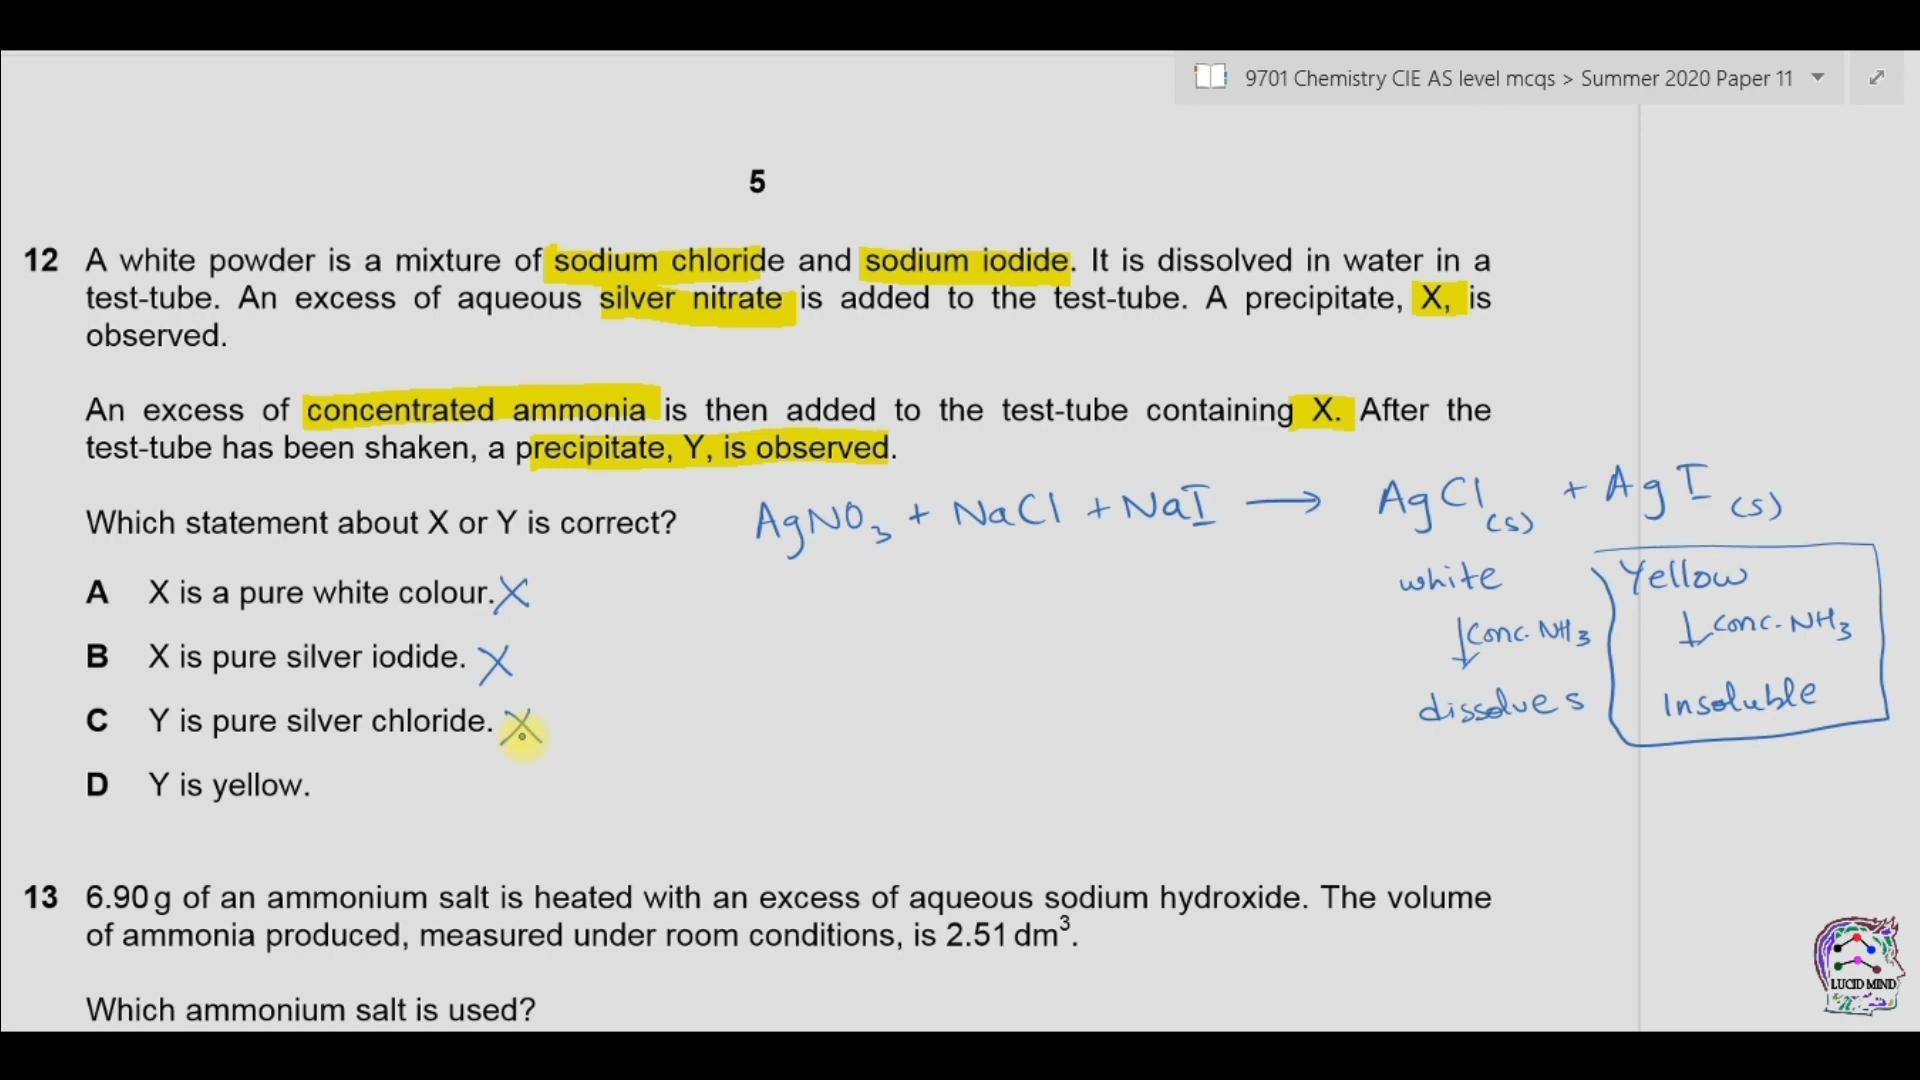 9701 Chemistry CIE AS level mcqs > Summer 2020 Paper 11
5
12 A white powder is a mixture of sodium chloride and sodium iodide. It is dissolved in water in a
test-tube. An excess of aqueous silver nitrate is added to the test-tube. A precipitate, X, is
observed.
An excess of concentrated ammonia is then added to the test-tube containing X. After the
test-tube has been shaken, a precipitate, Y, is observed.
Which statement about X or Y is correct?
AgNO₃ + NaCl + NaI → AgCl(s) + AgI(s)
A X is a pure white colour. X
B X is pure silver iodide. X
C Y is pure silver chloride. X
D Y is yellow.
white
↓ conc. NH₃
dissolves
Yellow
↓ conc. NH₃
Insoluble
13 6.90 g of an ammonium salt is heated with an excess of aqueous sodium hydroxide. The volume
of ammonia produced, measured under room conditions, is 2.51 dm³.
Which ammonium salt is used?
LUCID MIND